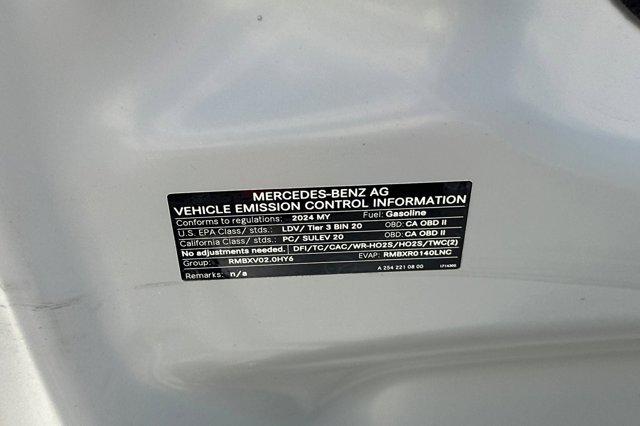 MERCEDES-BENZ AG
VEHICLE EMISSION CONTROL INFORMATION
Conforms to regulations: 2024 MY Fuel: Gasoline
U.S. EPA Class/ stds.: LDV/ Tier 3 BIN 20 OBD: CA OBD II
California Class/ stds.: PC/ SULEV 20 OBD: CA OBD II
No adjustments needed. DFI/TC/CAC/WR-HO2S/HO2S/TWC(2)
Group: RMBXV02.0HY6 EVAP: RMBXR0140LNG
Remarks: n/a A 254 221 08 00